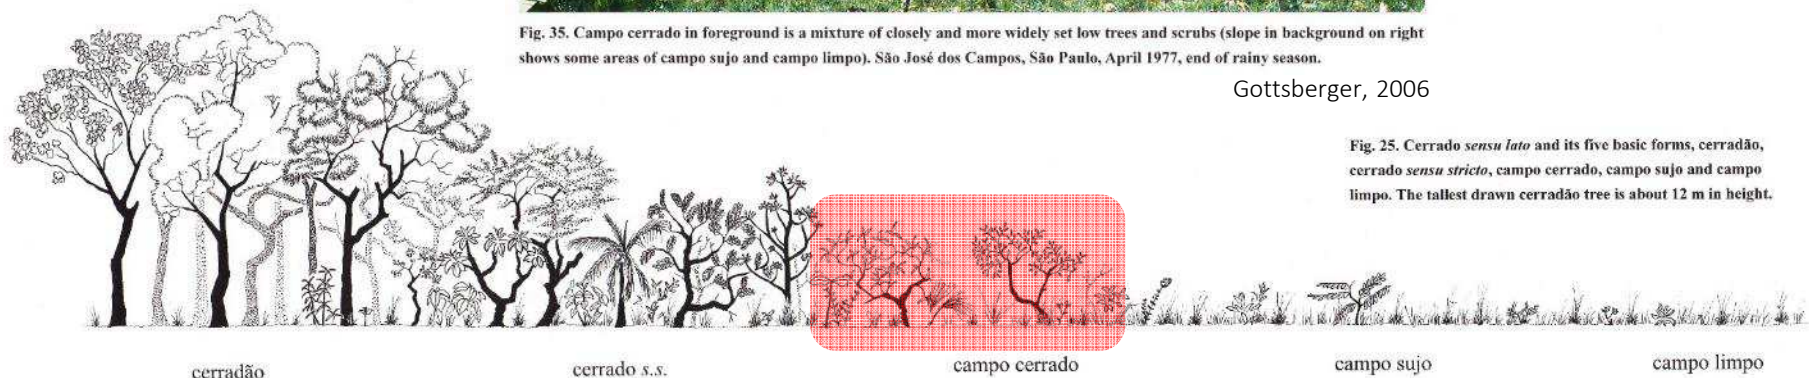 Fig. 35. Campo cerrado in foreground is a mixture of closely and more widely set low trees and scrubs (slope in background on right
shows some areas of campo sujo and campo limpo). São José dos Campos, São Paulo, April 1977, end of rainy season.
Gottsberger, 2006
Fig. 25. Cerrado sensu lato and its five basic forms, cerradão,
cerrado sensu stricto, campo cerrado, campo sujo and campo
limpo. The tallest drawn cerradão tree is about 12 m in height.
cerradão cerrado s.s. campo cerrado campo sujo campo limpo